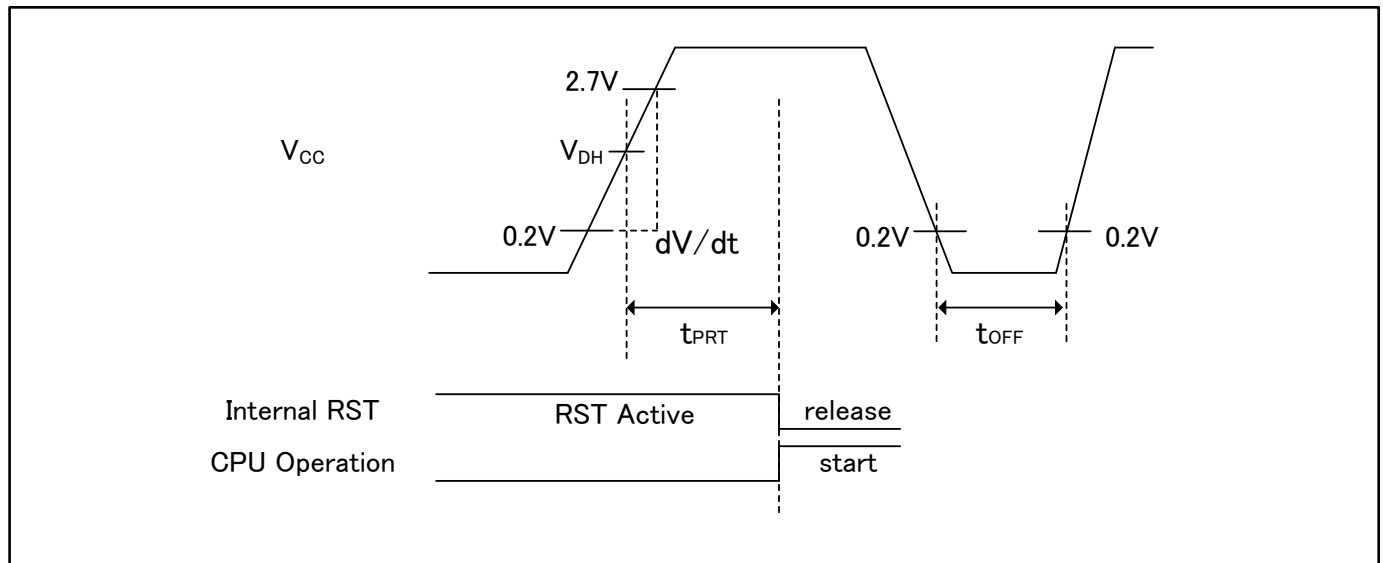 2.7V
VCC
VDH
0.2V
dV/dt
0.2V
0.2V
tPRT
tOFF
Internal RST
RST Active
release
CPU Operation
start